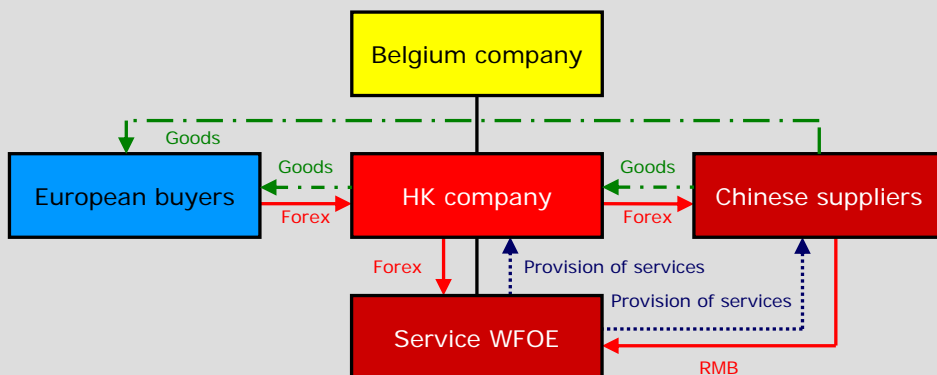 Belgium company
Goods
Goods
Goods
European buyers
HK company
Chinese suppliers
Forex
Forex
Forex
Provision of services
Provision of services
Service WFOE
RMB